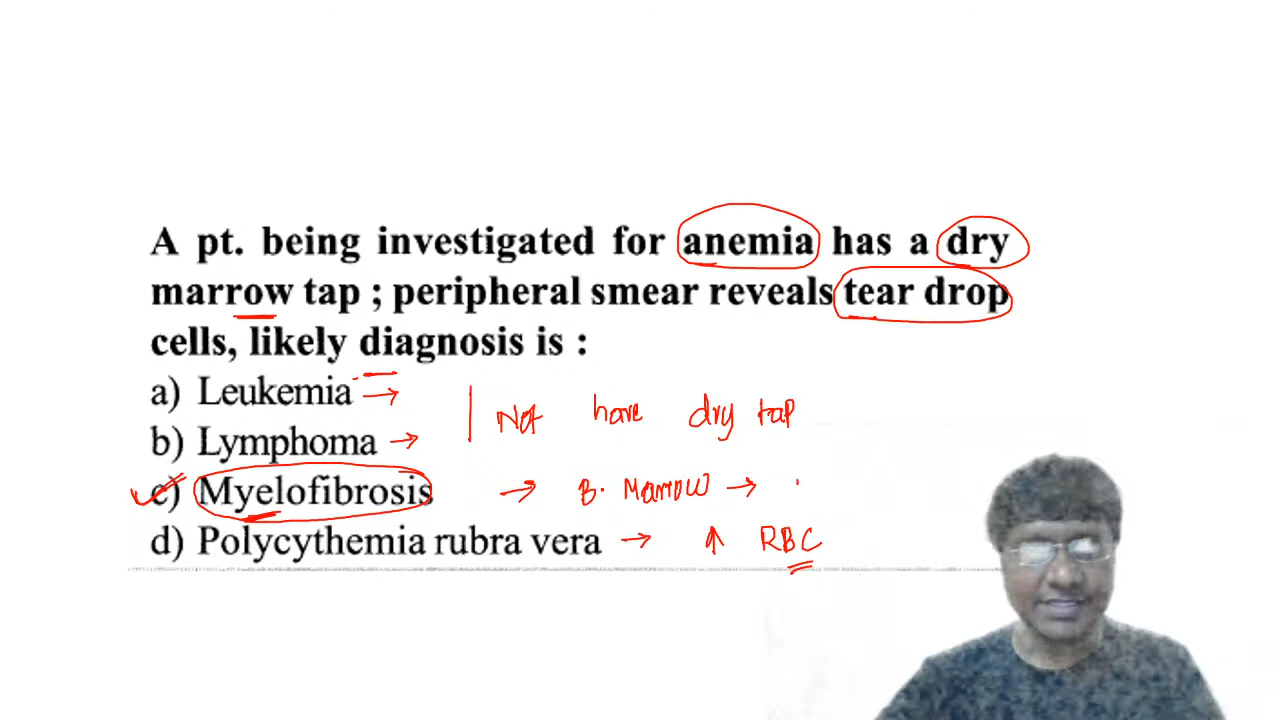 A pt. being investigated for anemia has a dry
marrow tap ; peripheral smear reveals tear drop
cells, likely diagnosis is :
a) Leukemia →
b) Lymphoma → Not have dry tap
c) Myelofibrosis → B. Marrow →
d) Polycythemia rubra vera → ↑ RBC